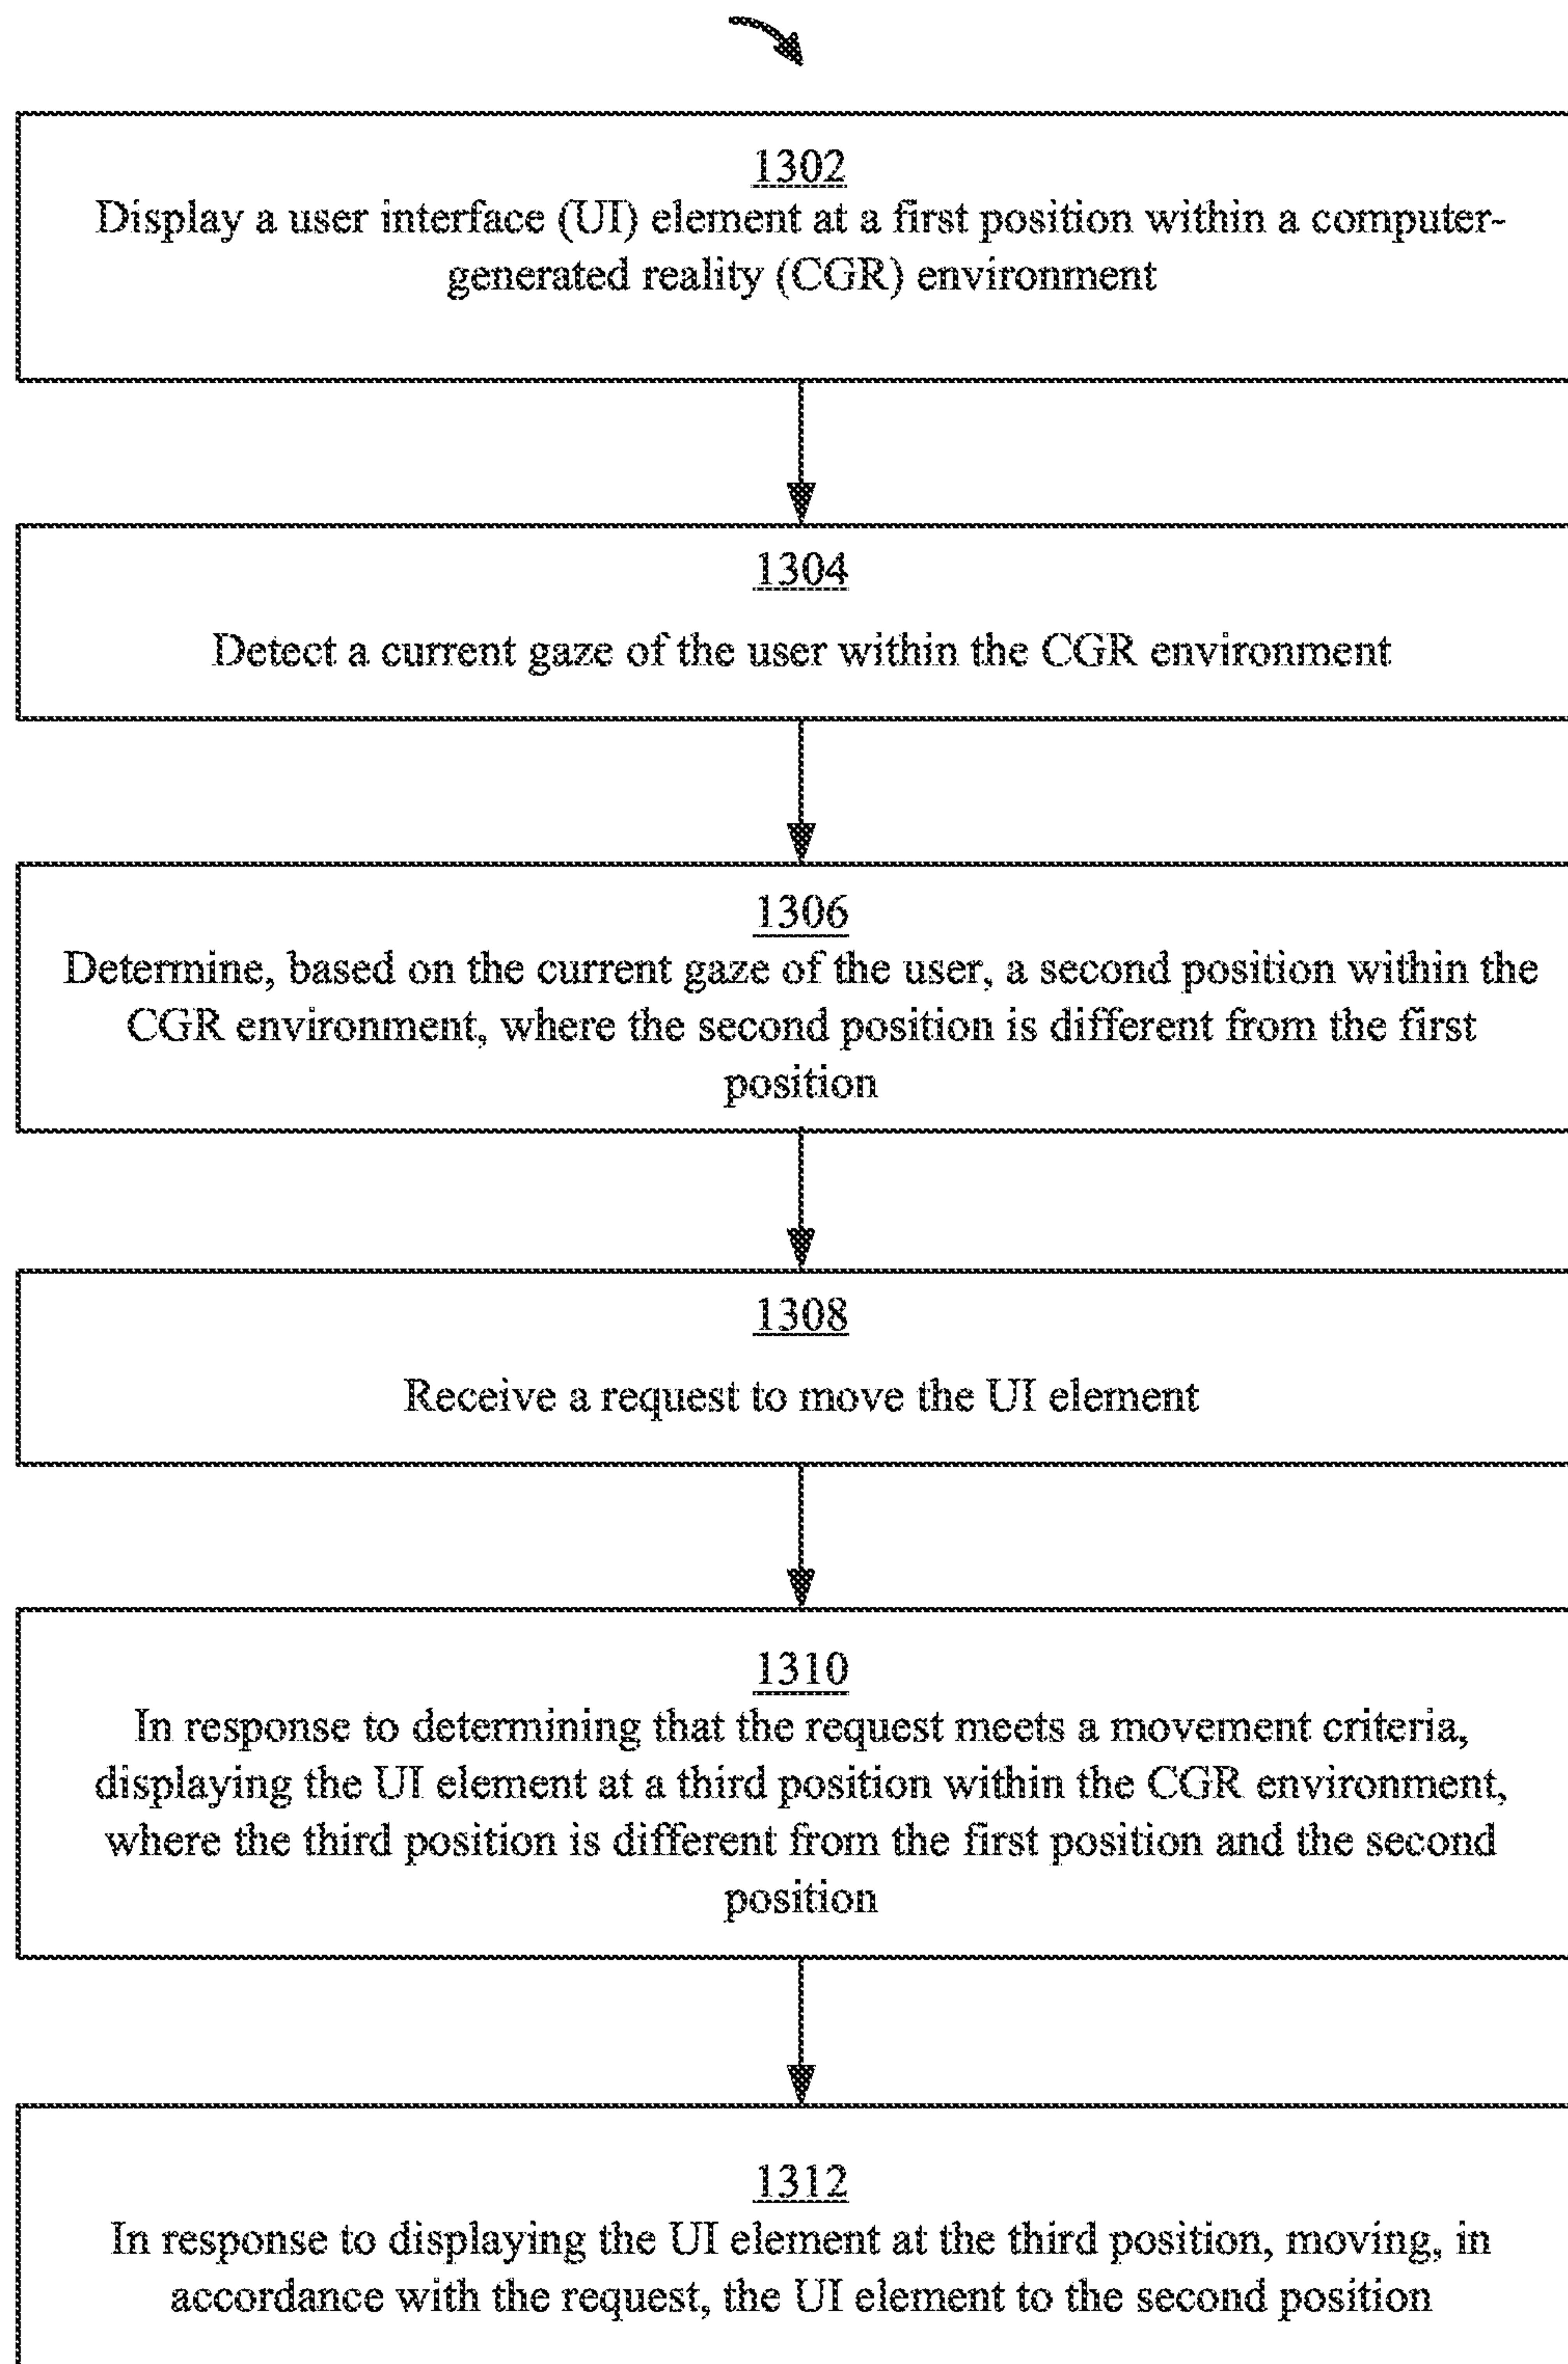 1302
Display a user interface (UI) element at a first position within a computer-
generated reality (CGR) environment
1304
Detect a current gaze of the user within the CGR environment
1306
Determine, based on the current gaze of the user, a second position within the
CGR environment, where the second position is different from the first
position
1308
Receive a request to move the UI element
1310
In response to determining that the request meets a movement criteria,
displaying the UI element at a third position within the CGR environment,
where the third position is different from the first position and the second
position
1312
In response to displaying the UI element at the third position, moving, in
accordance with the request, the UI element to the second position